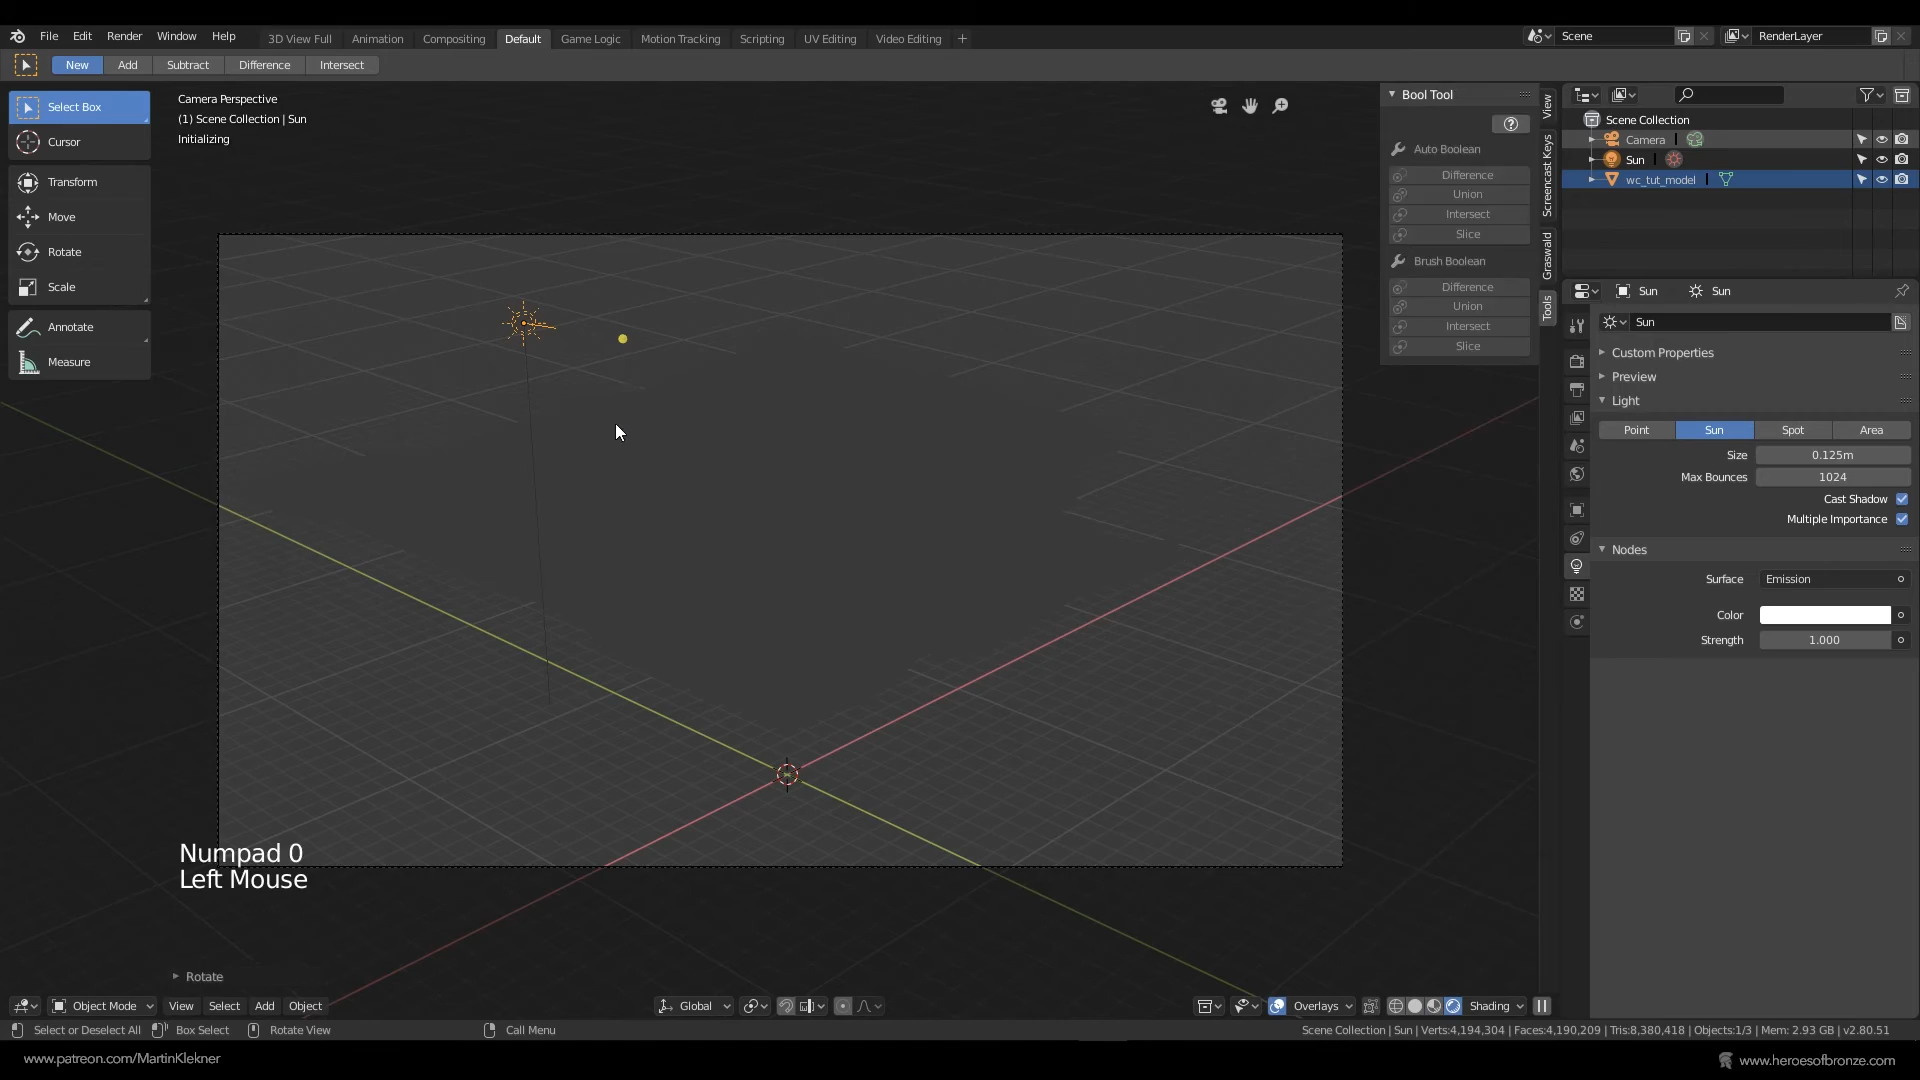 File Edit Render Window Help 3D View Full Animation Compositing Default Game Logic Motion Tracking Scripting UV Editing Video Editing + Scene RenderLayer
New Add Subtract Difference Intersect
Select Box
Cursor
Transform
Move
Rotate
Scale
Annotate
Measure
Camera Perspective
(1) Scene Collection | Sun
Initializing
Numpad 0
Left Mouse
Rotate
Bool Tool
Auto Boolean
Difference
Union
Intersect
Slice
Brush Boolean
Difference
Union
Intersect
Slice
View
Screencast Keys
Graswald
Tools
Scene Collection
Camera
Sun
wc_tut_model
Sun Sun
Sun
Custom Properties
Preview
Light
Point Sun Spot Area
Size 0.125m
Max Bounces 1024
Cast Shadow
Multiple Importance
Nodes
Surface Emission
Color
Strength 1.000
Object Mode View Select Add Object Global Overlays Shading
Select or Deselect All Box Select Rotate View Call Menu Scene Collection | Sun | Verts:4,194,304 | Faces:4,190,209 | Tris:8,380,418 | Objects:1/3 | Mem: 2.93 GB | v2.80.51
www.patreon.com/MartinKlekner www.heroesofbronze.com